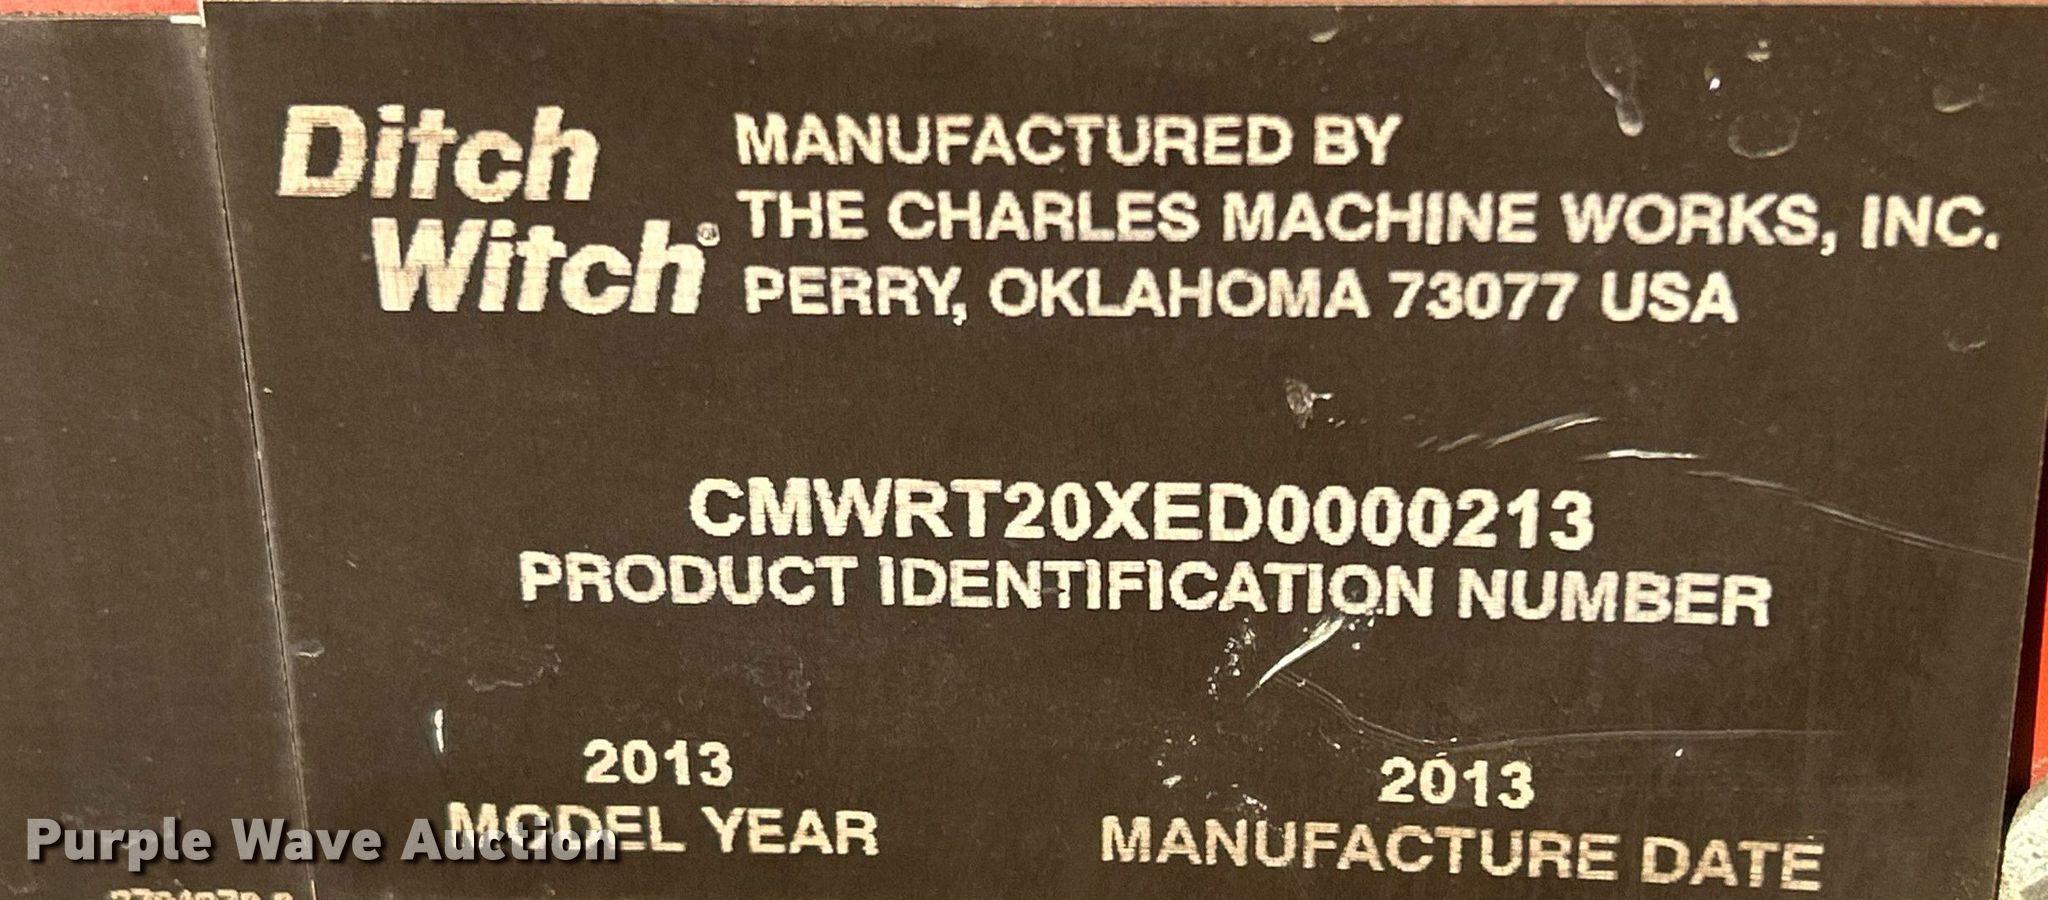 Ditch
Witch®
MANUFACTURED BY
THE CHARLES MACHINE WORKS, INC.
PERRY, OKLAHOMA 73077 USA
CMWRT20XED0000213
PRODUCT IDENTIFICATION NUMBER
2013
MODEL YEAR
2013
MANUFACTURE DATE
Purple Wave Auction